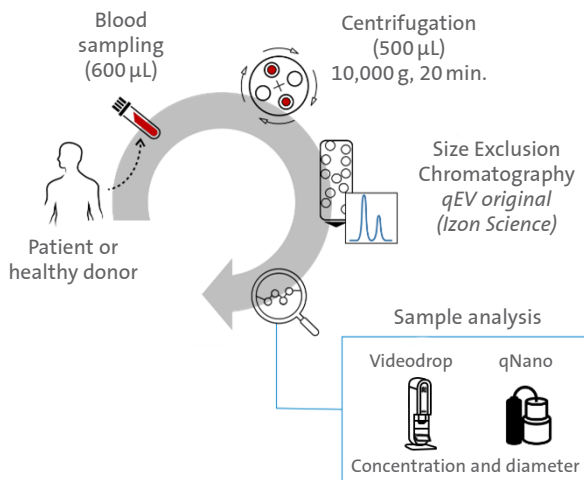 Blood
sampling
(600 µL)
Centrifugation
(500 µL)
10,000 g, 20 min.
Size Exclusion
Chromatography
qEV original
(Izon Science)
Patient or
healthy donor
Sample analysis
Videodrop
qNano
Concentration and diameter